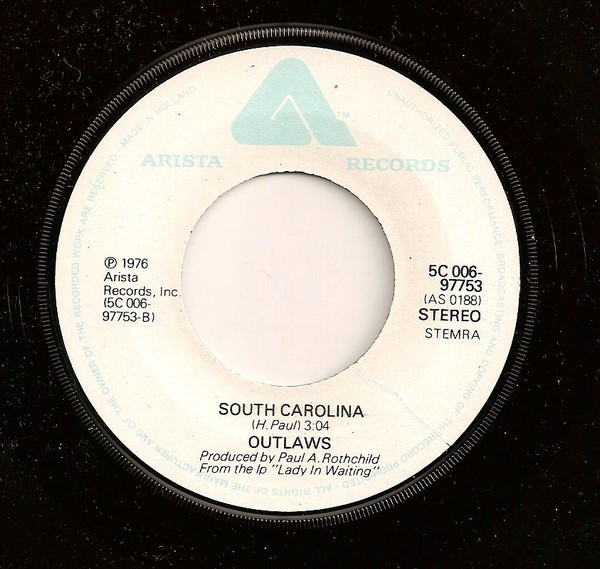 ARISTA RECORDS
TM
℗ 1976
Arista
Records, Inc.
(5C 006-
97753-B)
5C 006-
97753
(AS 0188)
STEREO
STEMRA
SOUTH CAROLINA
(H. Paul) 3:04
OUTLAWS
Produced by Paul A. Rothchild
From the lp "Lady In Waiting"
UNAUTHORIZED PUBLIC PERFORMANCE BROADCASTING AND COPYING OF THIS RECORD PROHIBITED - ALL RIGHTS OF THE MANUFACTURER AND OF THE OWNER OF THE RECORDED WORK ARE RESERVED MADE IN HOLLAND